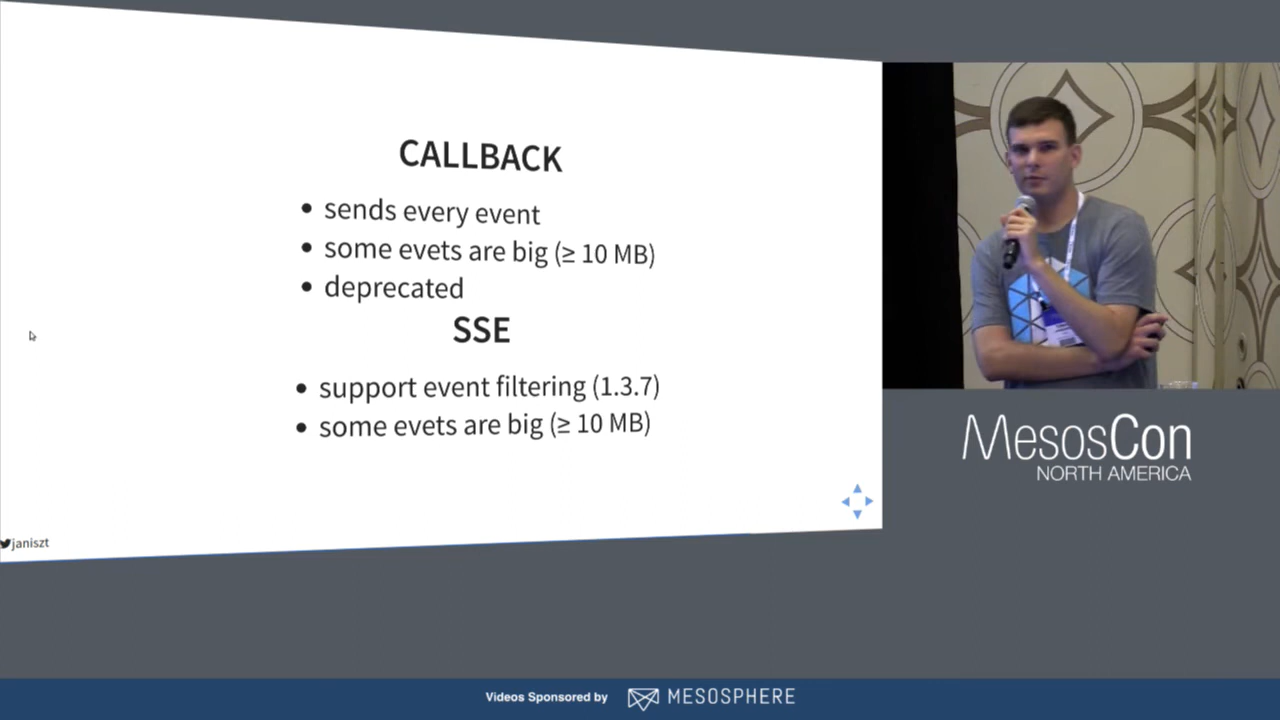 CALLBACK
• sends every event
• some evets are big (≥ 10 MB)
• deprecated
SSE
• support event filtering (1.3.7)
• some evets are big (≥ 10 MB)
janiszt
MesosCon
NORTH AMERICA
Videos Sponsored by MESOSPHERE